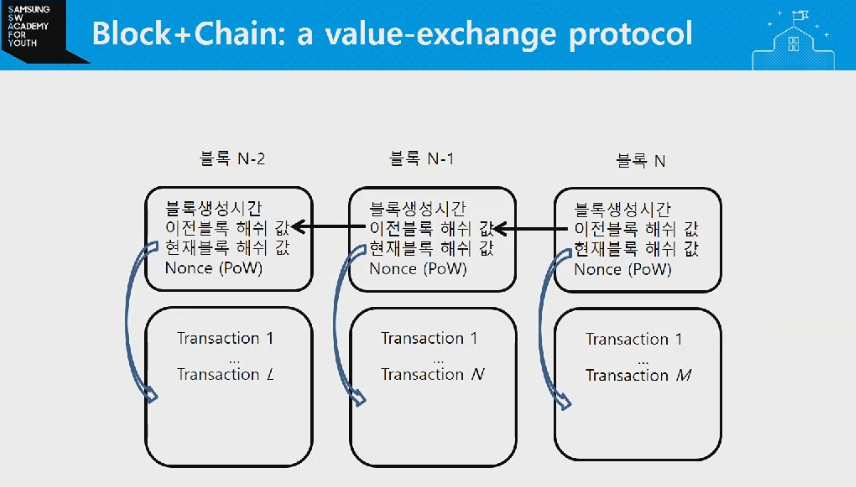 SAMSUNG
SW
ACADEMY
FOR
YOUTH
Block+Chain: a value-exchange protocol
블록 N-2
블록생성시간
이전블록 해쉬 값
현재블록 해쉬 값
Nonce (PoW)
Transaction 1
...
Transaction L
블록 N-1
블록생성시간
이전블록 해쉬 값
현재블록 해쉬 값
Nonce (PoW)
Transaction 1
...
Transaction N
블록 N
블록생성시간
이전블록 해쉬 값
현재블록 해쉬 값
Nonce (PoW)
Transaction 1
...
Transaction M